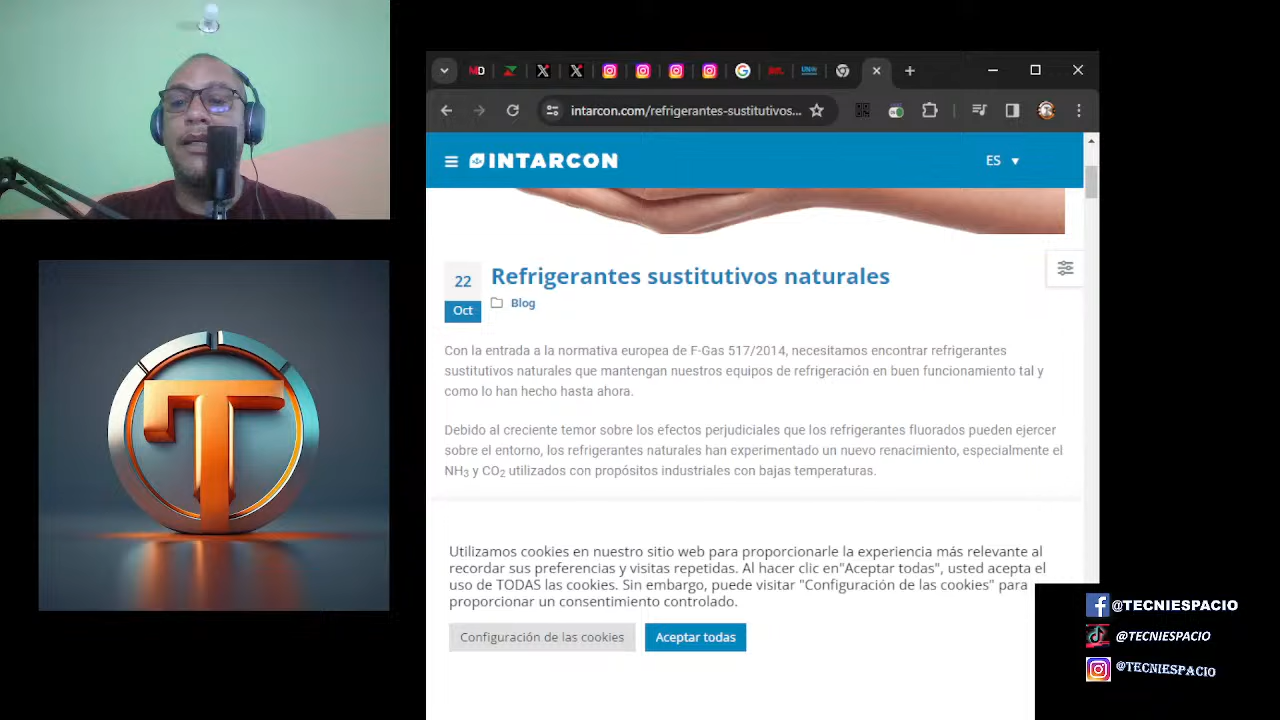 MD
UNO
intarcon.com/refrigerantes-sustitutivos...
INTARCON
ES
22
Oct
Refrigerantes sustitutivos naturales
Blog
Con la entrada a la normativa europea de F-Gas 517/2014, necesitamos encontrar refrigerantes
sustitutivos naturales que mantengan nuestros equipos de refrigeración en buen funcionamiento tal y
como lo han hecho hasta ahora.
Debido al creciente temor sobre los efectos perjudiciales que los refrigerantes fluorados pueden ejercer
sobre el entorno, los refrigerantes naturales han experimentado un nuevo renacimiento, especialmente el
NH3 y CO2 utilizados con propósitos industriales con bajas temperaturas.
Utilizamos cookies en nuestro sitio web para proporcionarle la experiencia más relevante al
recordar sus preferencias y visitas repetidas. Al hacer clic en"Aceptar todas", usted acepta el
uso de TODAS las cookies. Sin embargo, puede visitar "Configuración de las cookies" para
proporcionar un consentimiento controlado.
Configuración de las cookies
Aceptar todas
T
@TECNIESPACIO
@TECNIESPACIO
@TECNIESPACIO